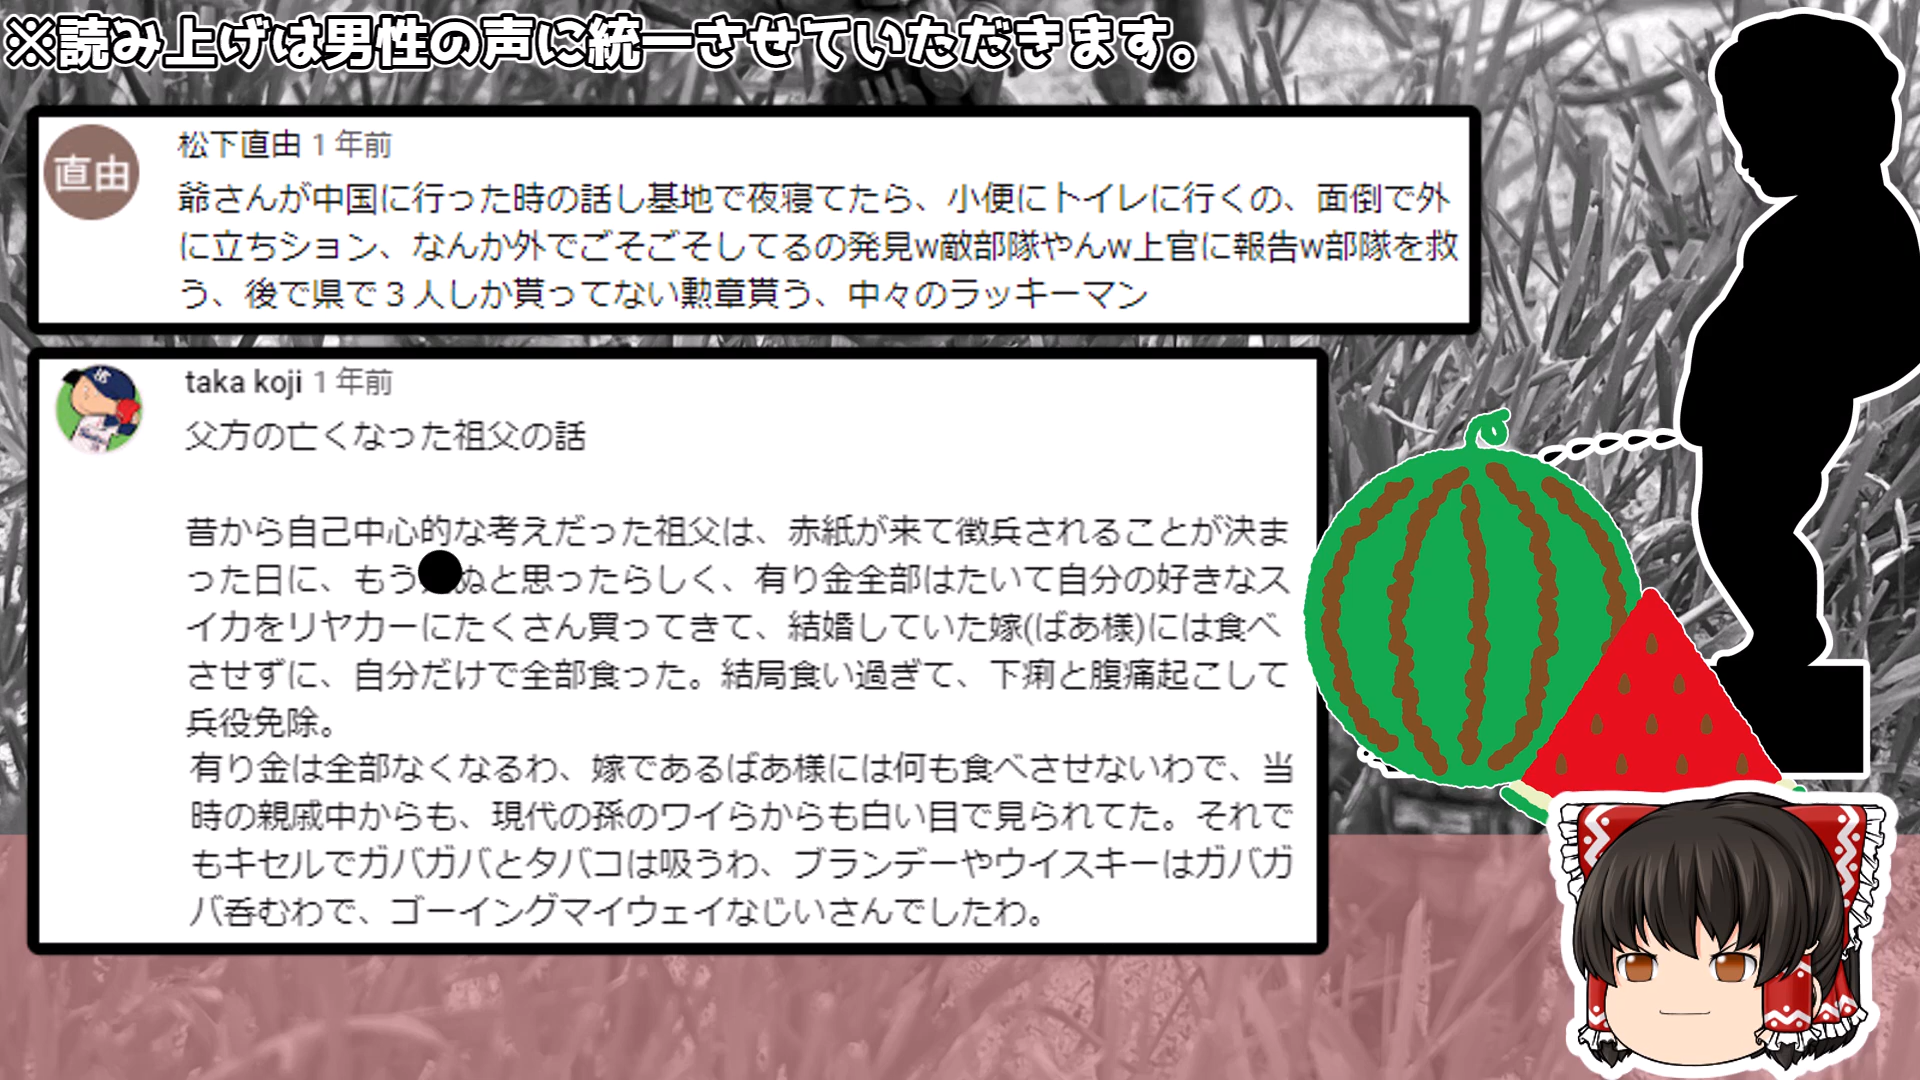 ※読み上げは男性の声に統一させていただきます。
直由
松下直由 1 年前
爺さんが中国に行った時の話し基地で夜寝てたら、小便にトイレに行くの、面倒で外
に立ちション、なんか外でごそごそしてるの発見w敵部隊やんw上官に報告w部隊を救
う、後で県で３人しか貰ってない勲章貰う、中々のラッキーマン
taka koji 1 年前
父方の亡くなった祖父の話
昔から自己中心的な考えだった祖父は、赤紙が来て徴兵されることが決ま
った日に、もう●ぬと思ったらしく、有り金全部はたいて自分の好きなス
イカをリヤカーにたくさん買ってきて、結婚していた嫁(ばあ様)には食べ
させずに、自分だけで全部食った。結局食い過ぎて、下痢と腹痛起こして
兵役免除。
有り金は全部なくなるわ、嫁であるばあ様には何も食べさせないわで、当
時の親戚中からも、現代の孫のワイらからも白い目で見られてた。それで
もキセルでガバガバとタバコは吸うわ、ブランデーやウイスキーはガバガ
バ呑むわで、ゴーイングマイウェイなじいさんでしたわ。